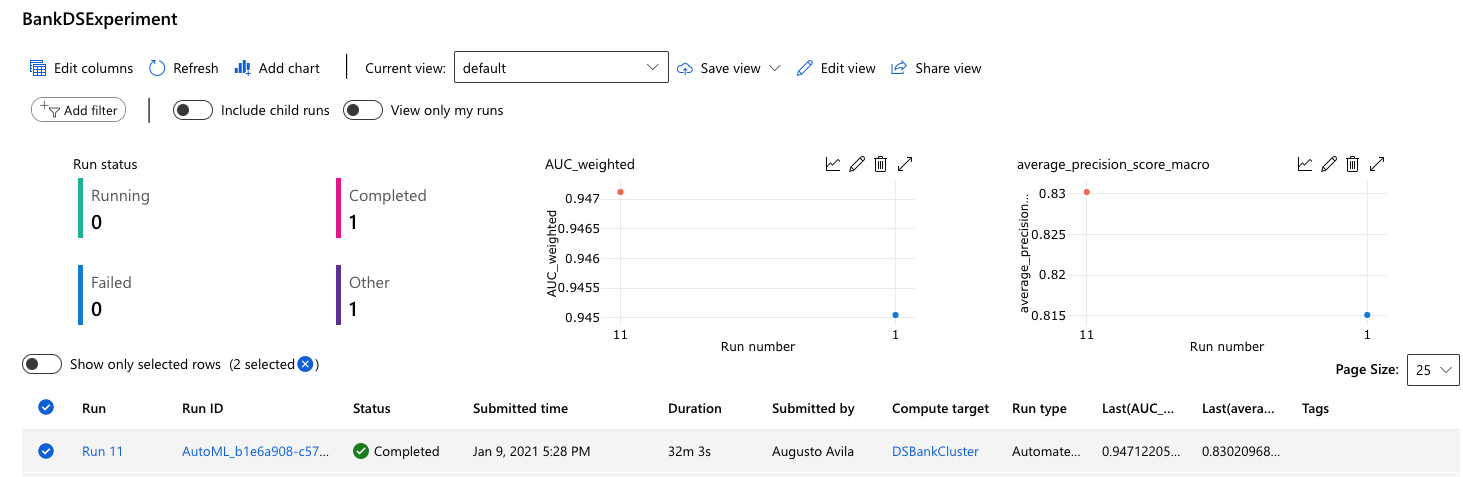 BankDSExperiment
Edit columns Refresh Add chart Current view: default Save view Edit view Share view
Add filter Include child runs View only my runs
Run status
Running
0
Completed
1
Failed
0
Other
1
AUC_weighted
AUC_weighted
0.947
0.9465
0.946
0.9455
0.945
11 1
Run number
average_precision_score_macro
average_precision...
0.83
0.825
0.82
0.815
11 1
Run number
Show only selected rows (2 selected )
Page Size: 25
Run Run ID Status Submitted time Duration Submitted by Compute target Run type Last(AUC_... Last(avera... Tags
Run 11 AutoML_b1e6a908-c57... Completed Jan 9, 2021 5:28 PM 32m 3s Augusto Avila DSBankCluster Automate... 0.94712205... 0.83020968...